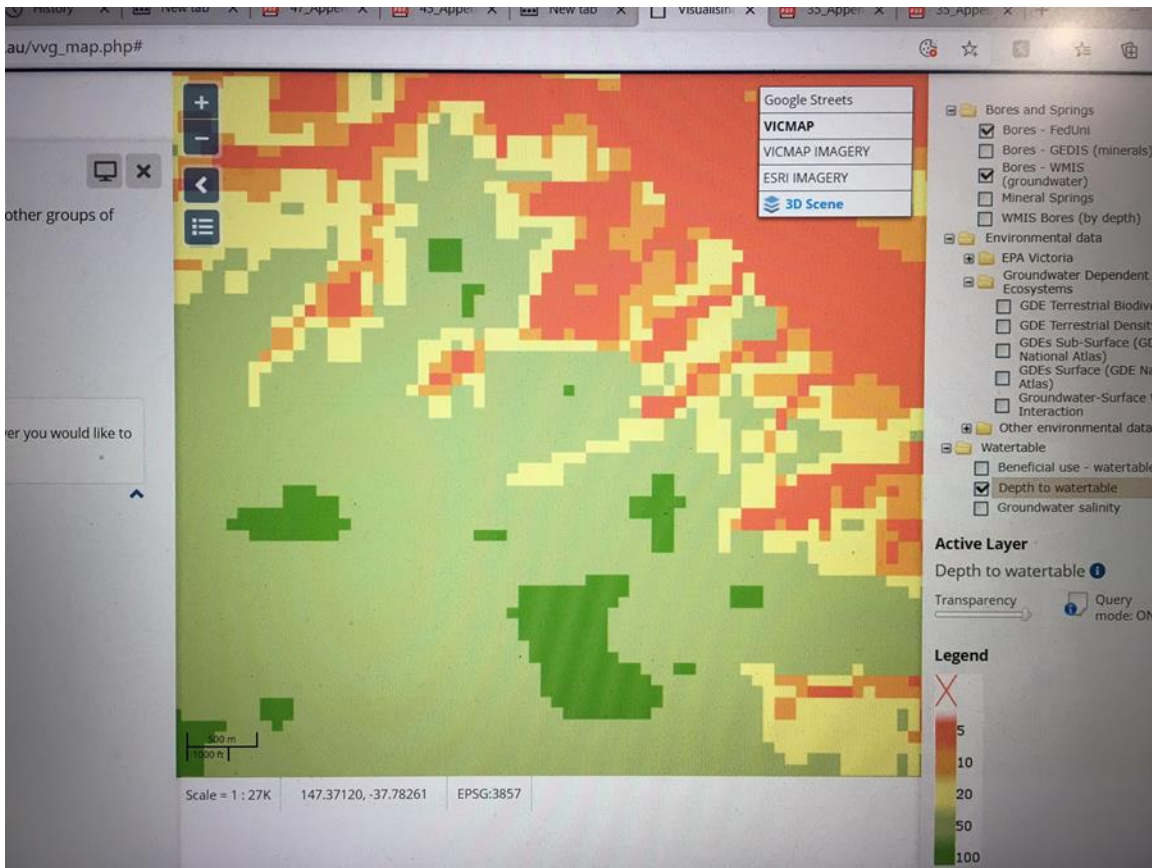 History
New tab
47_Appen
43_Appen
New tab
Visualisin
35_Appe
35_Appe
au/vvg_map.php#
other groups of
er you would like to
Google Streets
VICMAP
VICMAP IMAGERY
ESRI IMAGERY
3D Scene
500 m
1000 ft
Scale = 1 : 27K
147.37120, -37.78261
EPSG:3857
Bores and Springs
Bores - FedUni
Bores - GEDIS (minerals)
Bores - WMIS
(groundwater)
Mineral Springs
WMIS Bores (by depth)
Environmental data
EPA Victoria
Groundwater Dependent
Ecosystems
GDE Terrestrial Biodive
GDE Terrestrial Densit
GDEs Sub-Surface (GD
National Atlas)
GDEs Surface (GDE Na
Atlas)
Groundwater-Surface
Interaction
Other environmental data
Watertable
Beneficial use - watertable
Depth to watertable
Groundwater salinity
Active Layer
Depth to watertable
Transparency
Query
mode: ON
Legend
5
10
20
50
100